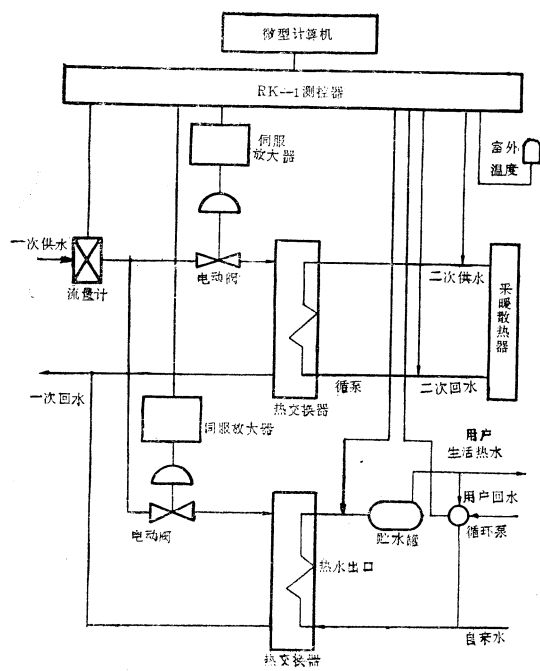 微型计算机
RK--1测控器
伺服
放大器
室外
温度
一次供水
流量计
电动阀
二次供水
采暖散热器
一次回水
循泵
二次回水
热交换器
伺服放大器
用户
生活热水
用户回水
电动阀
贮水罐
循环泵
热水出口
自来水
热交换器